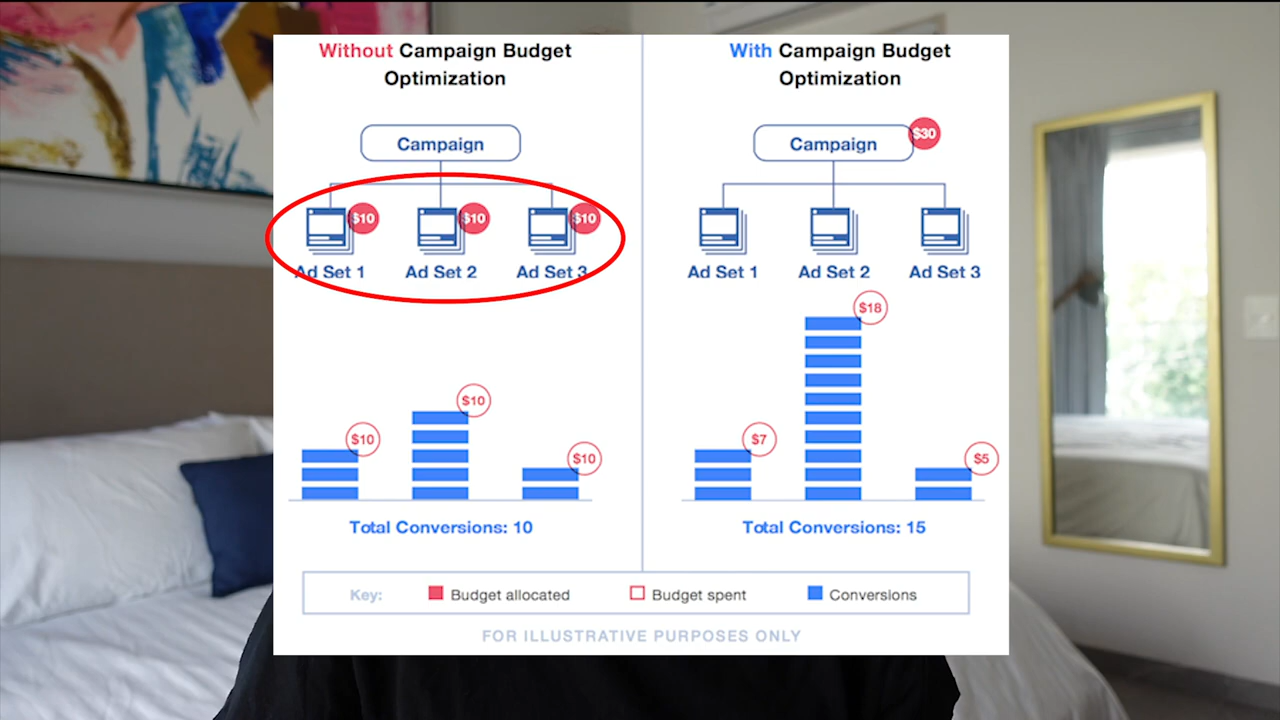 Without Campaign Budget
Optimization
Campaign
$10
$10
$10
Ad Set 1
Ad Set 2
Ad Set 3
$10
$10
$10
Total Conversions: 10
With Campaign Budget
Optimization
Campaign
$30
Ad Set 1
Ad Set 2
Ad Set 3
$7
$18
$5
Total Conversions: 15
Key:
Budget allocated
Budget spent
Conversions
FOR ILLUSTRATIVE PURPOSES ONLY